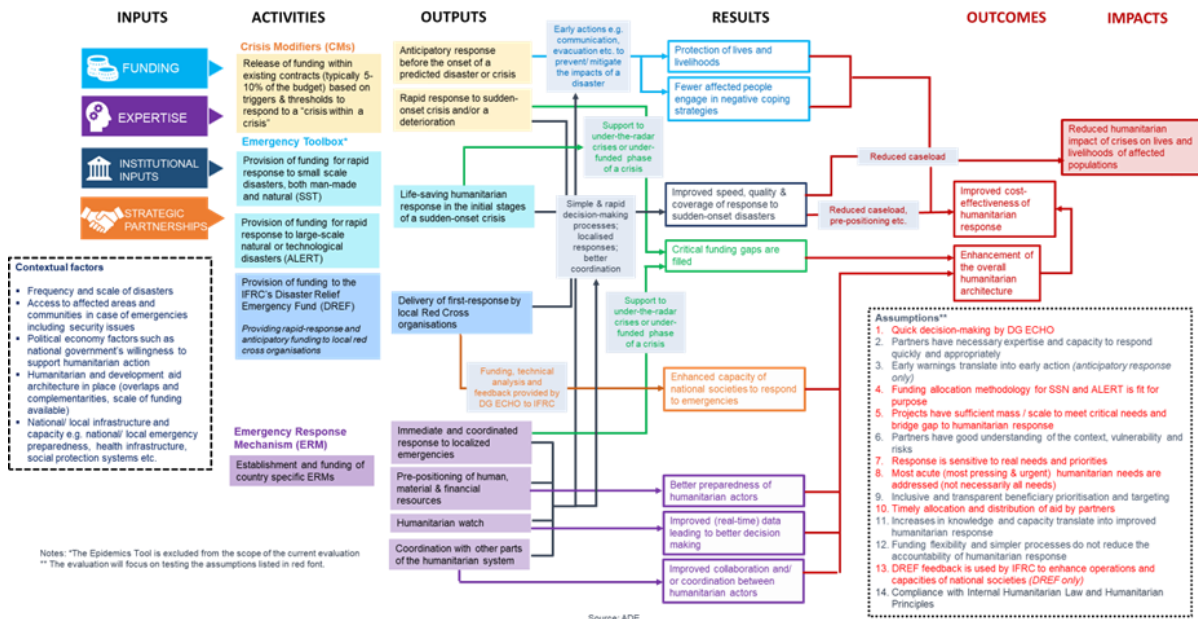 INPUTS
ACTIVITIES
OUTPUTS
RESULTS
OUTCOMES
IMPACTS
FUNDING
EXPERTISE
INSTITUTIONAL
INPUTS
STRATEGIC
PARTNERSHIPS
Contextual factors
Frequency and scale of disasters
Access to affected areas and
communities in case of emergencies
including security issues
Political economy factors such as
national government's willingness to
support humanitarian action
Humanitarian and development aid
architecture in place (overlaps and
complementarities, scale of funding
available)
National/ local infrastructure and
capacity e.g. national/ local emergency
preparedness, health infrastructure,
social protection systems etc.
Crisis Modifiers (CMs)
Release of funding within
existing contracts (typically 5-
10% of the budget) based on
triggers & thresholds to
respond to a "crisis within a
crisis"
Emergency Toolbox*
Provision of funding for rapid
response to small scale
disasters, both man-made
and natural (SST)
Provision of funding for rapid
response to large-scale
natural or technological
disasters (ALERT)
Provision of funding to the
IFRC's Disaster Relief
Emergency Fund (DREF)
Providing rapid-response and
anticipatory funding to local red
cross organisations
Emergency Response
Mechanism (ERM)
Establishment and funding of
country specific ERMs
Anticipatory response
before the onset of a
predicted disaster or crisis
Rapid response to sudden-
onset crisis and/or a
deterioration
Life-saving humanitarian
response in the initial stages
of a sudden-onset crisis
Delivery of first-response by
local Red Cross
organisations
Immediate and coordinated
response to localized
emergencies
Pre-positioning of human,
material & financial
resources
Humanitarian watch
Coordination with other parts
of the humanitarian system
Early actions e.g.
communication,
evacuation etc. to
prevent/ mitigate
the impacts of a
disaster
Support to
under-the-radar
crises or under-
funded phase
of a crisis
Simple & rapid
decision-making
processes;
localised
responses;
better
coordination
Support to
under-the-radar
crises or under-
funded phase of
a crisis
Funding, technical
analysis and
feedback provided by
DG ECHO to IFRC
Protection of lives and
livelihoods
Fewer affected people
engage in negative coping
strategies
Improved speed, quality &
coverage of response to
sudden-onset disasters
Critical funding gaps are
filled
Enhanced capacity of
national societies to respond
to emergencies
Better preparedness of
humanitarian actors
Improved (real-time) data
leading to better decision
making
Improved collaboration and/
or coordination between
humanitarian actors
Reduced caseload
Reduced caseload,
pre-positioning etc.
Improved cost-
effectiveness of
humanitarian
response
Enhancement of
the overall
humanitarian
architecture
Reduced humanitarian
impact of crises on lives and
livelihoods of affected
populations
Assumptions**
1. Quick decision-making by DG ECHO
2. Partners have necessary expertise and capacity to respond
quickly and appropriately
3. Early warnings translate into early action (anticipatory response
only)
4. Funding allocation methodology for SSN and ALERT is fit for
purpose
5. Projects have sufficient mass / scale to meet critical needs and
bridge gap to humanitarian response
6. Partners have good understanding of the context, vulnerability and
risks
7. Response is sensitive to real needs and priorities
8. Most acute (most pressing & urgent) humanitarian needs are
addressed (not necessarily all needs)
9. Inclusive and transparent beneficiary prioritisation and targeting
10. Timely allocation and distribution of aid by partners
11. Increases in knowledge and capacity translate into improved
humanitarian response
12. Funding flexibility and simpler processes do not reduce the
accountability of humanitarian response
13. DREF feedback is used by IFRC to enhance operations and
capacities of national societies (DREF only)
14. Compliance with Internal Humanitarian Law and Humanitarian
Principles
Notes: *The Epidemics Tool is excluded from the scope of the current evaluation
** The evaluation will focus on testing the assumptions listed in red font.
Source: ADE